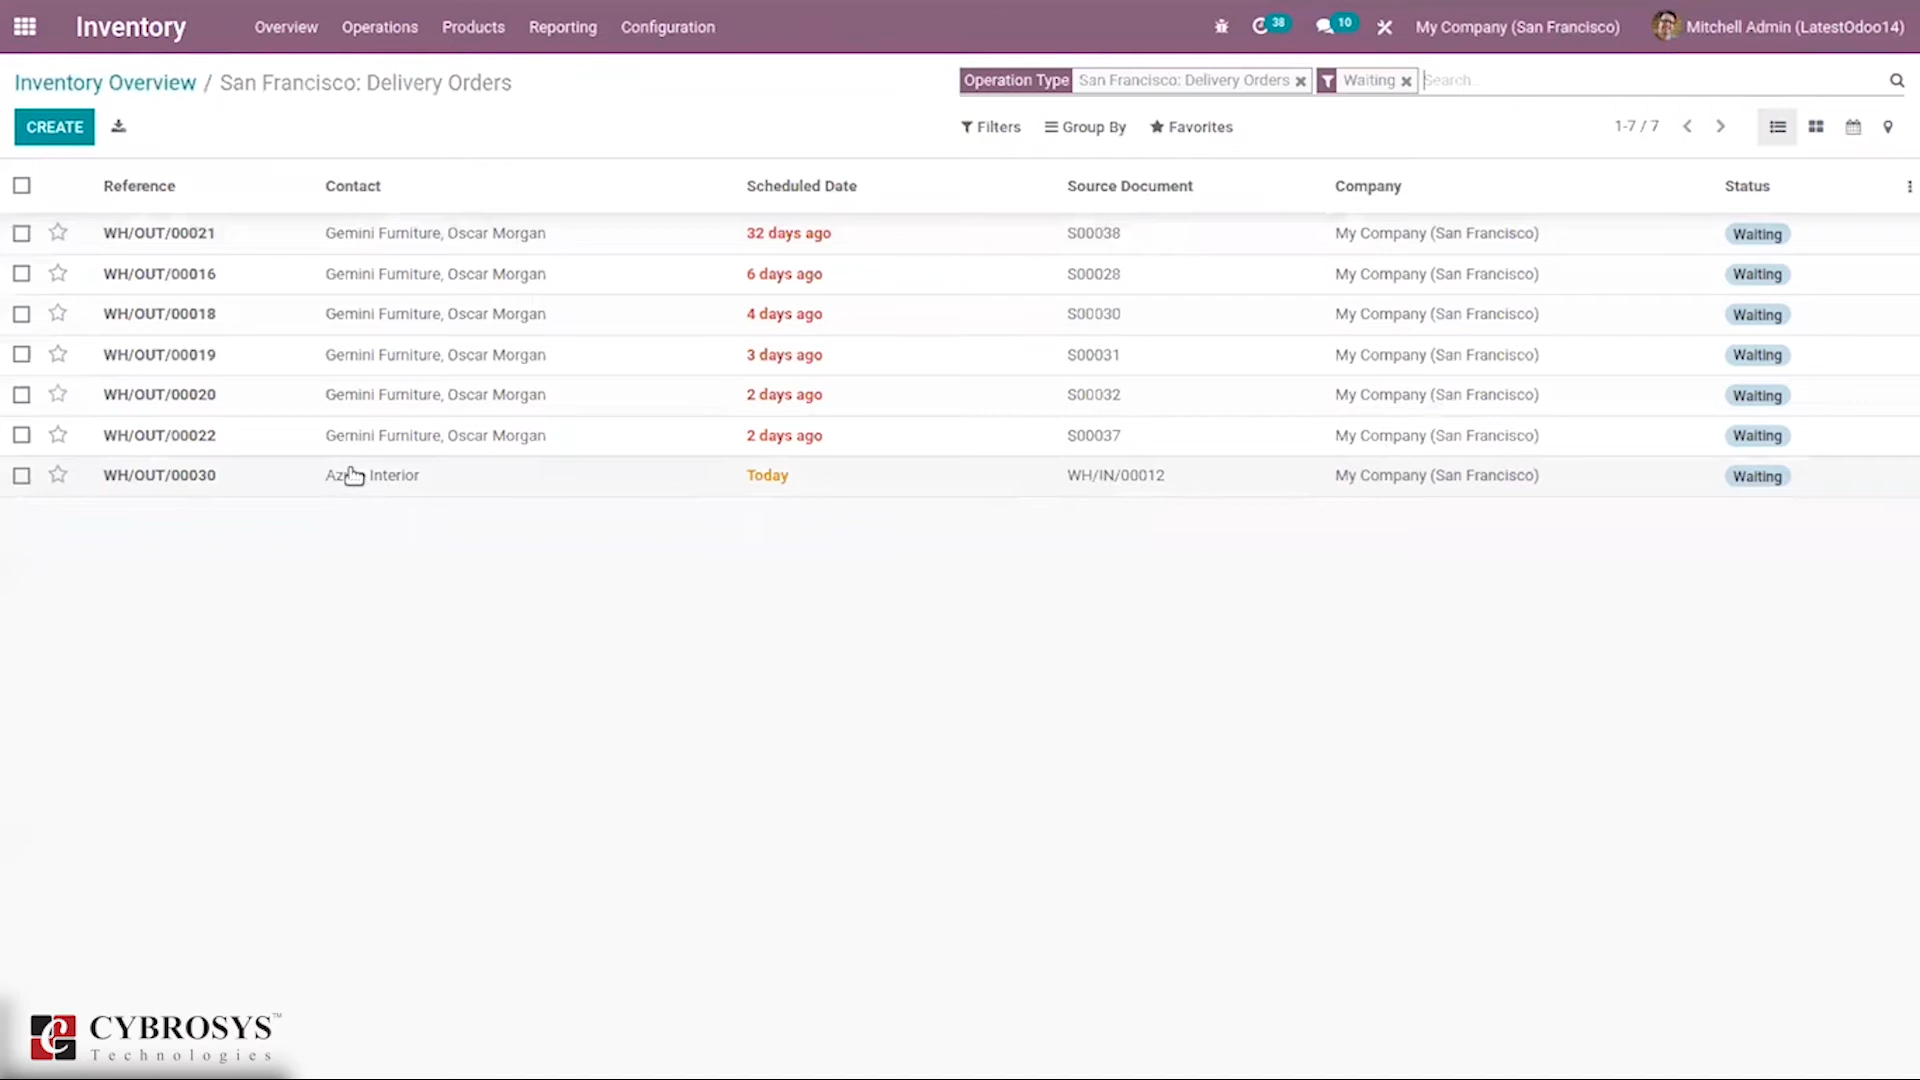 Inventory Overview Operations Products Reporting Configuration 38 10 My Company (San Francisco) Mitchell Admin (LatestOdoo14)
Inventory Overview / San Francisco: Delivery Orders Operation Type San Francisco: Delivery Orders Waiting Search...
CREATE Filters Group By Favorites 1-7 / 7
Reference Contact Scheduled Date Source Document Company Status
WH/OUT/00021 Gemini Furniture, Oscar Morgan 32 days ago S00038 My Company (San Francisco) Waiting
WH/OUT/00016 Gemini Furniture, Oscar Morgan 6 days ago S00028 My Company (San Francisco) Waiting
WH/OUT/00018 Gemini Furniture, Oscar Morgan 4 days ago S00030 My Company (San Francisco) Waiting
WH/OUT/00019 Gemini Furniture, Oscar Morgan 3 days ago S00031 My Company (San Francisco) Waiting
WH/OUT/00020 Gemini Furniture, Oscar Morgan 2 days ago S00032 My Company (San Francisco) Waiting
WH/OUT/00022 Gemini Furniture, Oscar Morgan 2 days ago S00037 My Company (San Francisco) Waiting
WH/OUT/00030 Interior Today WH/IN/00012 My Company (San Francisco) Waiting
CYBROSYS™
Technologies